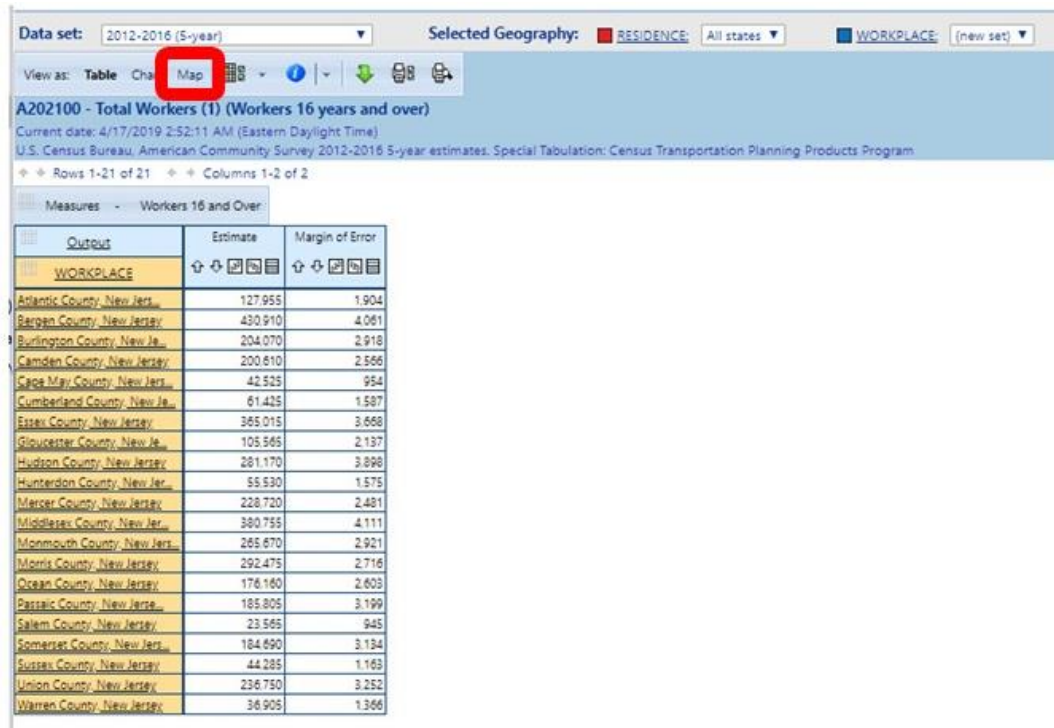 Data set: 2012-2016 (5-year) Selected Geography: RESIDENCE: All states WORKPLACE: (new set)
View as: Table Cha Map
A202100 - Total Workers (1) (Workers 16 years and over)
Current date: 4/17/2019 2:52:11 AM (Eastern Daylight Time)
U.S. Census Bureau, American Community Survey 2012-2016 5-year estimates. Special Tabulation: Census Transportation Planning Products Program
Rows 1-21 of 21 Columns 1-2 of 2
Measures - Workers 16 and Over
Output Estimate Margin of Error
WORKPLACE
Atlantic County, New Jers... 127,955 1,904
Bergen County, New Jersey 430,910 4,061
Burlington County, New Je... 204,070 2,918
Camden County, New Jersey 200,610 2,566
Cape May County, New Jers... 42,525 954
Cumberland County, New Je... 61,425 1,587
Essex County, New Jersey 365,015 3,668
Gloucester County, New Je... 105,565 2,137
Hudson County, New Jersey 281,170 3,898
Hunterdon County, New Jer... 55,530 1,575
Mercer County, New Jersey 228,720 2,481
Middlesex County, New Jer... 380,755 4,111
Monmouth County, New Jers... 265,670 2,921
Morris County, New Jersey 292,475 2,716
Ocean County, New Jersey 176,160 2,603
Passaic County, New Jerse... 185,805 3,199
Salem County, New Jersey 23,565 945
Somerset County, New Jers... 184,690 3,134
Sussex County, New Jersey 44,285 1,163
Union County, New Jersey 236,750 3,252
Warren County, New Jersey 36,905 1,366